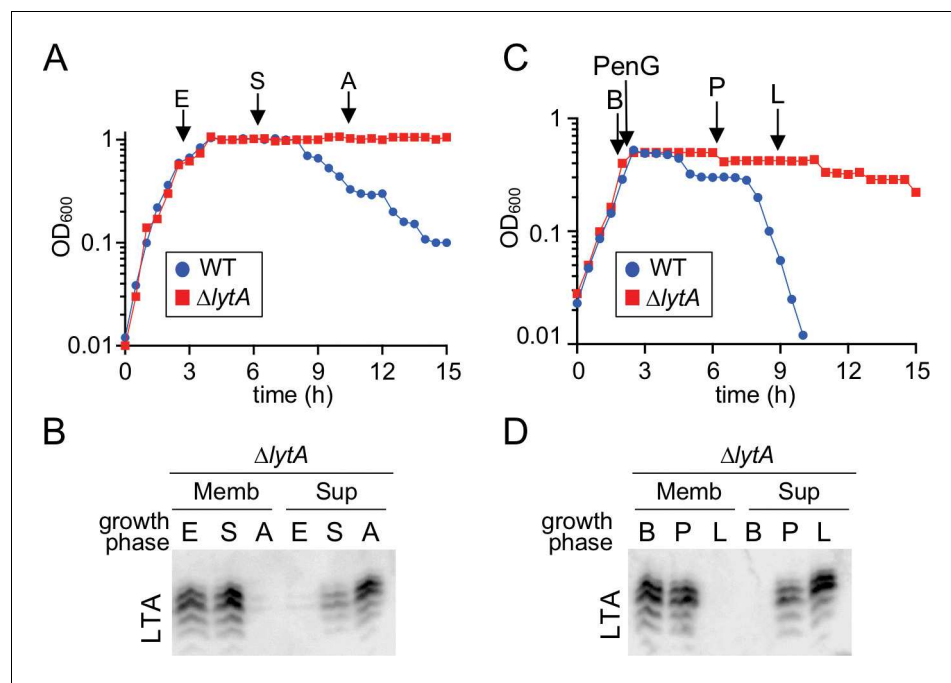 A
E S A
OD600
1
0.1
0.01
WT
ΔlytA
0 3 6 9 12 15
time (h)
C
PenG
B P L
OD600
1
0.1
0.01
WT
ΔlytA
0 3 6 9 12 15
time (h)
B
ΔlytA
Memb Sup
growth phase
E S A E S A
LTA
D
ΔlytA
Memb Sup
growth phase
B P L B P L
LTA